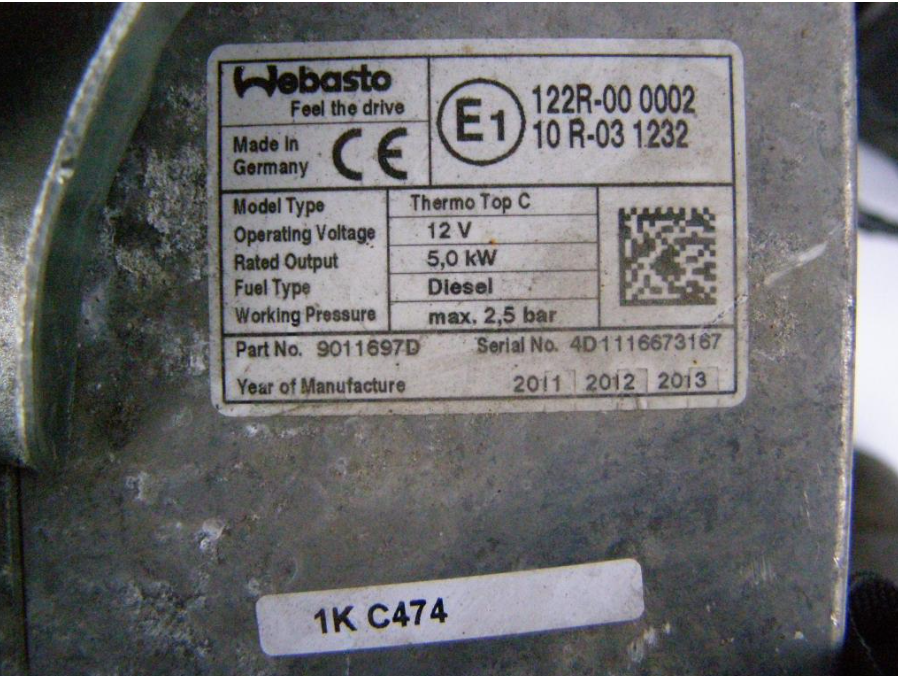 Webasto
Feel the drive
Made In
Germany
CE
E1
122R-00 0002
10 R-03 1232
Model Type Thermo Top C
Operating Voltage 12 V
Rated Output 5,0 kW
Fuel Type Diesel
Working Pressure max. 2,5 bar
Part No. 9011697D Serial No. 4D1116673167
Year of Manufacture 2011 2012 2013
1K C474